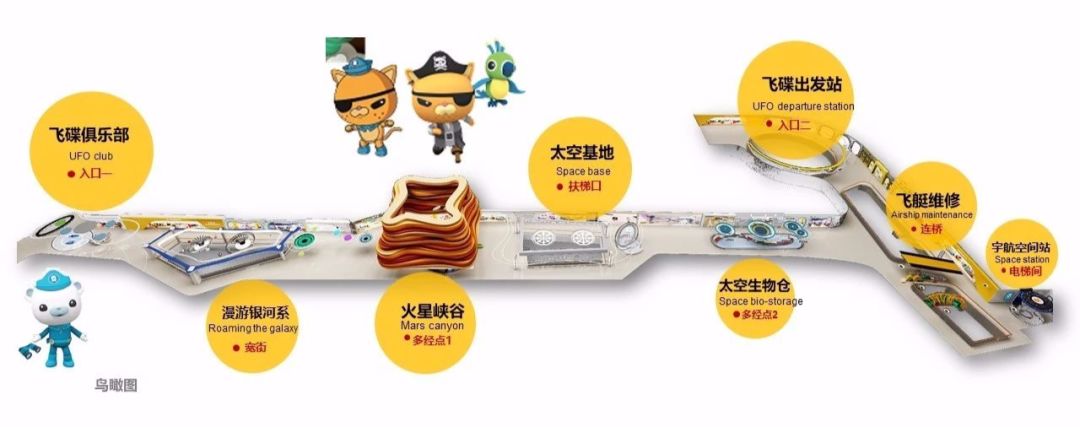 飞碟俱乐部
UFO club
入口一
漫游银河系
Roaming the galaxy
宽街
火星峡谷
Mars canyon
多经点1
太空基地
Space base
扶梯口
太空生物仓
Space bio-storage
多经点2
飞碟出发站
UFO departure station
入口二
飞艇维修
Airship maintenance
连桥
宇航空间站
Space station
电梯间
鸟瞰图